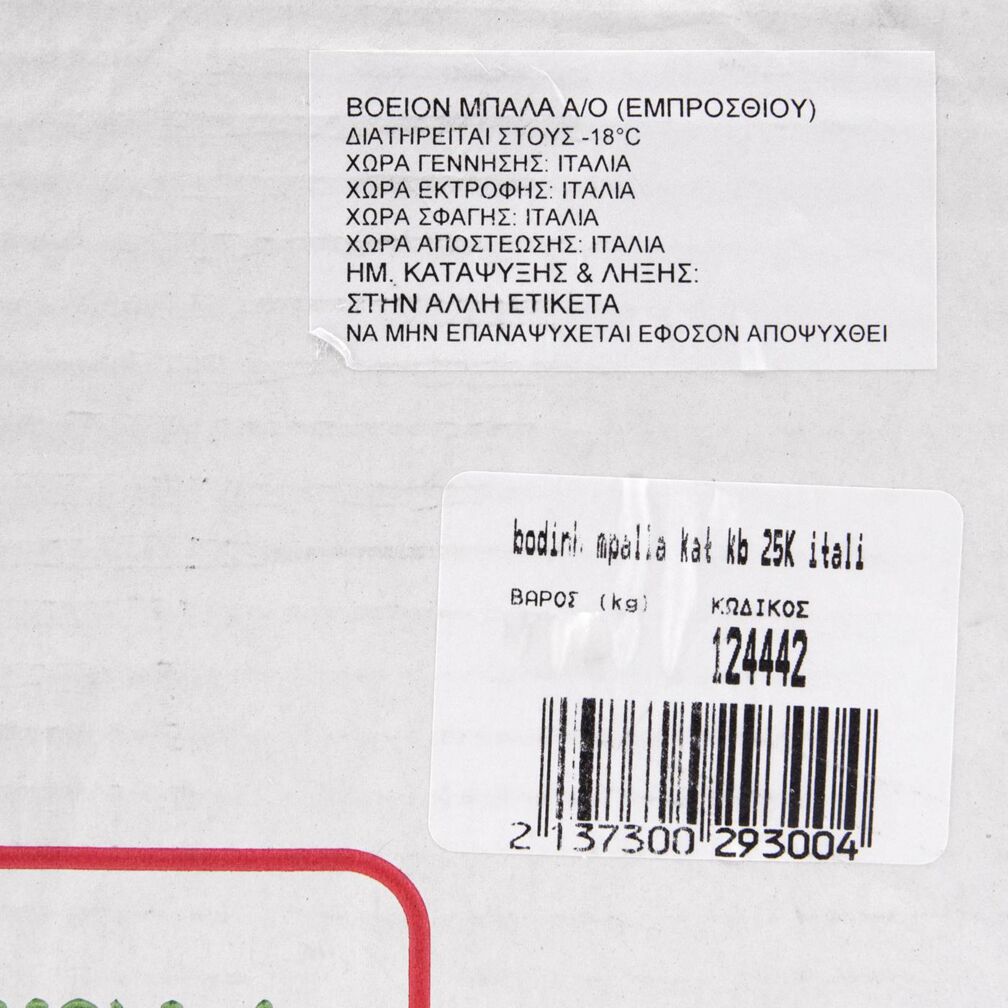 ΒΟΕΙΟΝ ΜΠΑΛΑ Α/Ο (ΕΜΠΡΟΣΘΙΟΥ)
ΔΙΑΤΗΡΕΙΤΑΙ ΣΤΟΥΣ -18°C
ΧΩΡΑ ΓΕΝΝΗΣΗΣ: ΙΤΑΛΙΑ
ΧΩΡΑ ΕΚΤΡΟΦΗΣ: ΙΤΑΛΙΑ
ΧΩΡΑ ΣΦΑΓΗΣ: ΙΤΑΛΙΑ
ΧΩΡΑ ΑΠΟΣΤΕΩΣΗΣ: ΙΤΑΛΙΑ
ΗΜ. ΚΑΤΑΨΥΞΗΣ & ΛΗΞΗΣ:
ΣΤΗΝ ΑΛΛΗ ΕΤΙΚΕΤΑ
ΝΑ ΜΗΝ ΕΠΑΝΑΨΥΧΕΤΑΙ ΕΦΟΣΟΝ ΑΠΟΨΥΧΘΕΙ
mpalla kat kb 25K itali
ΒΑΡΟΣ (kg) ΚΩΔΙΚΟΣ
124442
2 137300 293004